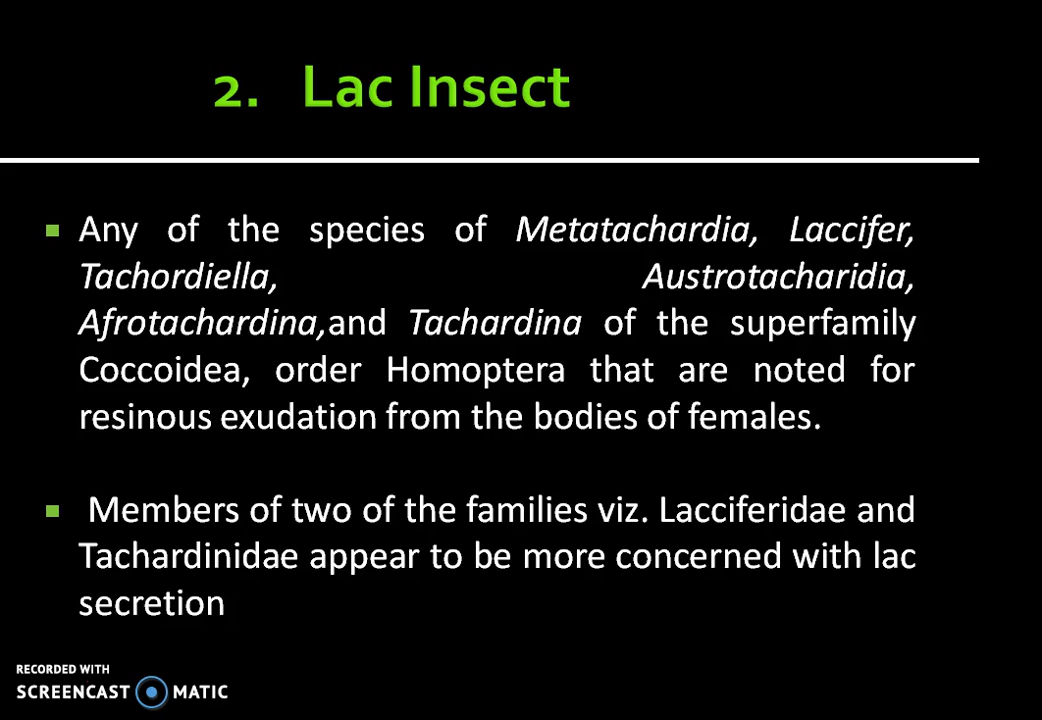 2. Lac Insect
Any of the species of Metatachardia, Laccifer,
Tachordiella, Austrotacharidia,
Afrotachardina,and Tachardina of the superfamily
Coccoidea, order Homoptera that are noted for
resinous exudation from the bodies of females.
Members of two of the families viz. Lacciferidae and
Tachardinidae appear to be more concerned with lac
secretion
RECORDED WITH
SCREENCAST MATIC